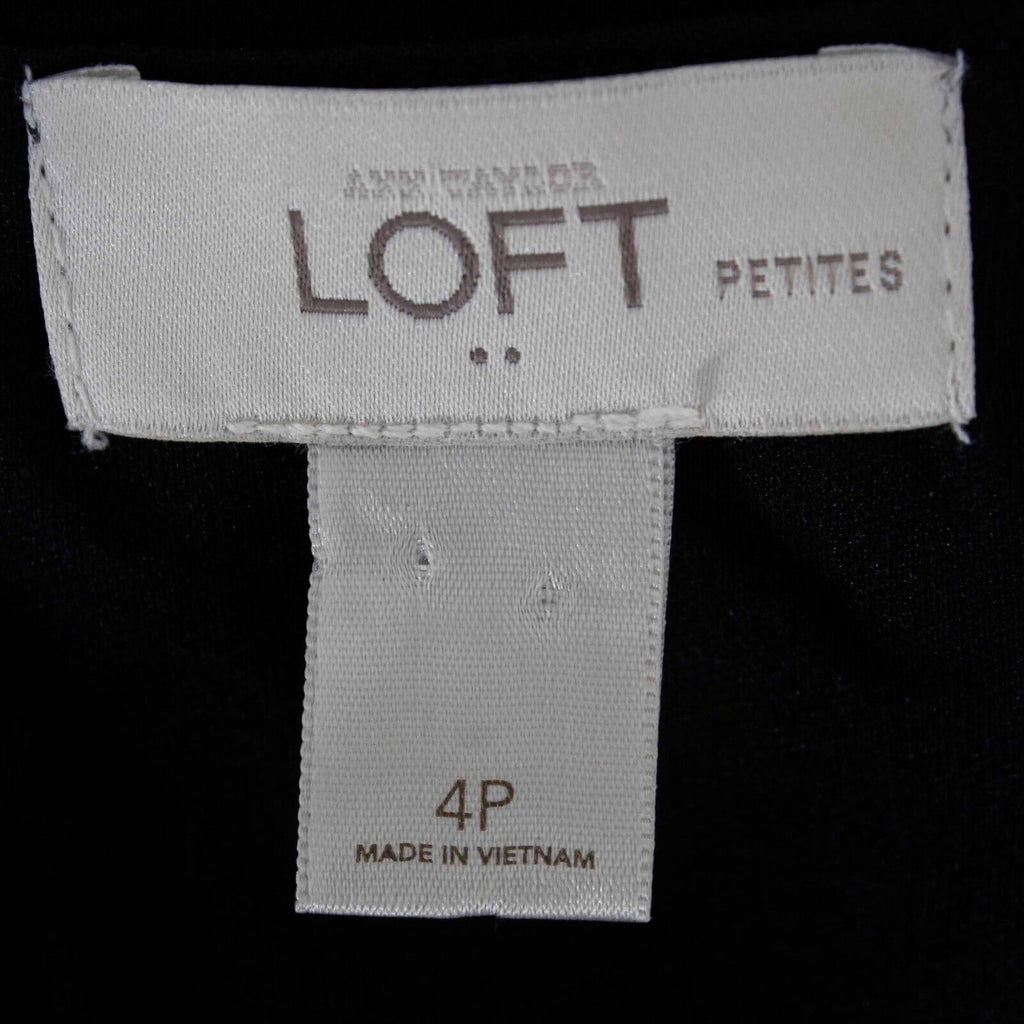 ANN TAYLOR
LOFT PETITES
4P
MADE IN VIETNAM